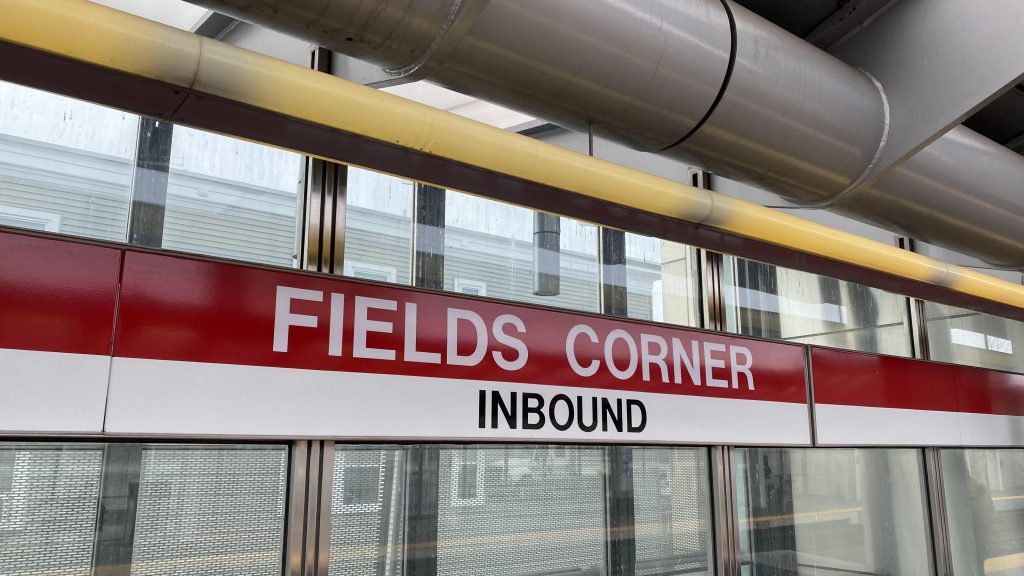 FIELDS CORNER
INBOUND